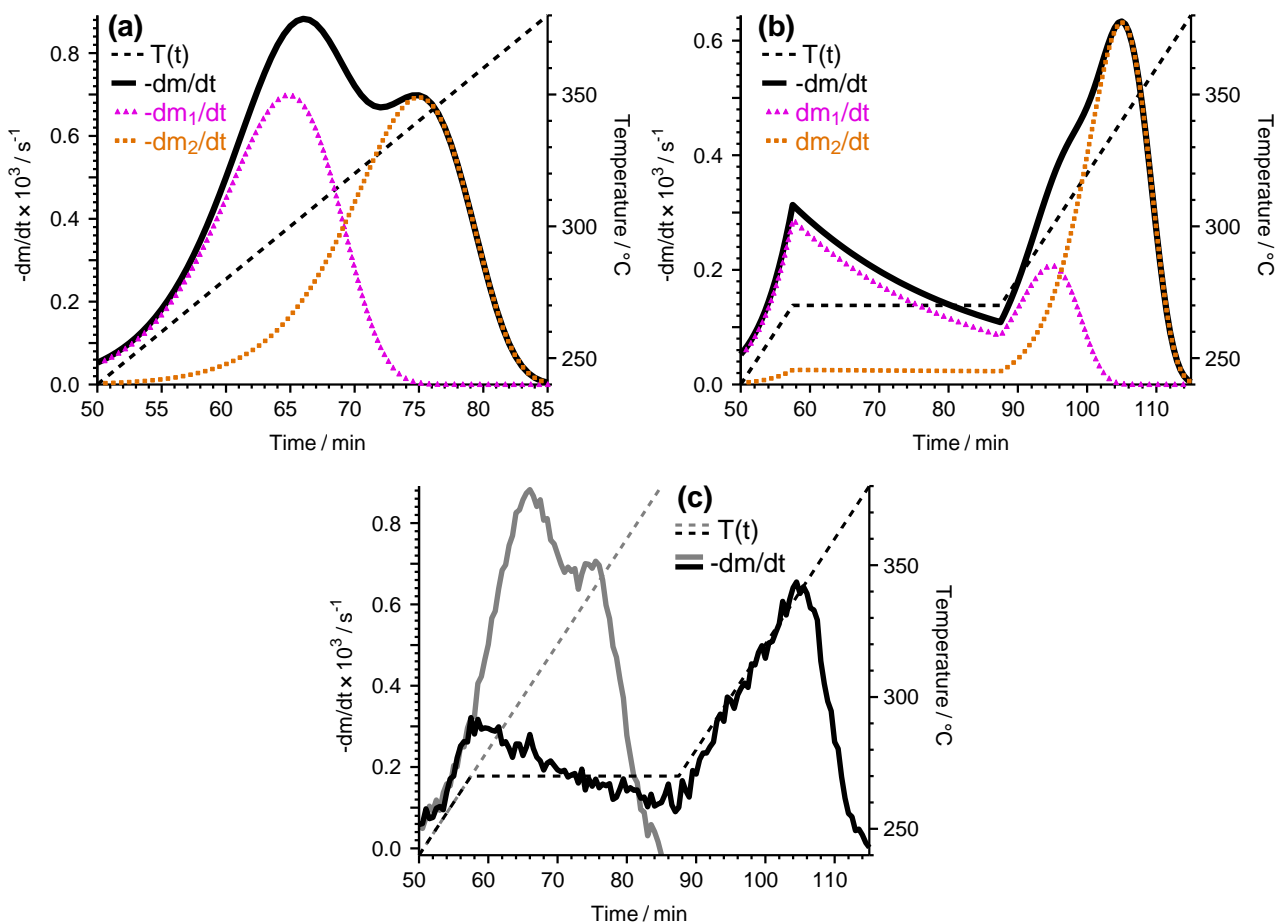 (a)
T(t)
-dm/dt
-dm₁/dt
-dm₂/dt
-dm/dt × 10³ / s⁻¹
0.8
0.6
0.4
0.2
0.0
50 55 60 65 70 75 80 85
Time / min
350
300
250
Temperature / °C
(b)
T(t)
-dm/dt
dm₁/dt
dm₂/dt
-dm/dt × 10³ / s⁻¹
0.6
0.4
0.2
0.0
50 60 70 80 90 100 110
Time / min
350
300
250
Temperature / °C
(c)
T(t)
-dm/dt
-dm/dt × 10³ / s⁻¹
0.8
0.6
0.4
0.2
0.0
50 60 70 80 90 100 110
Time / min
350
300
250
Temperature / °C